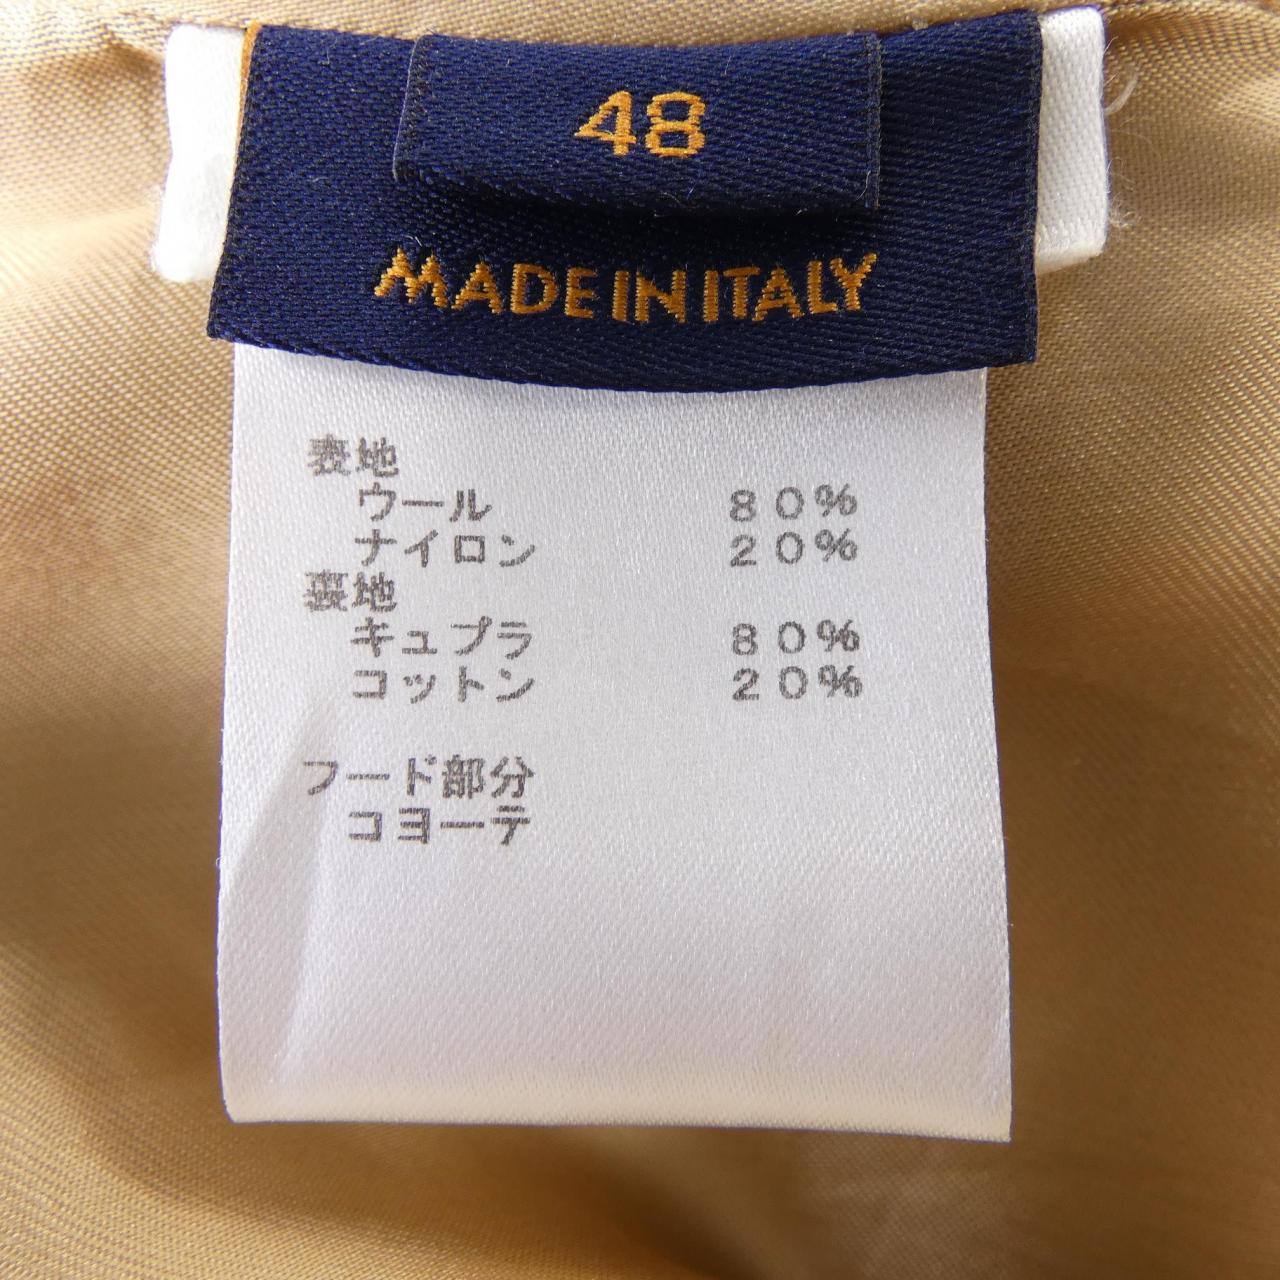 48
MADE IN ITALY
表地
ウール 80%
ナイロン 20%
裏地
キュプラ 80%
コットン 20%
フード部分
コヨーテ